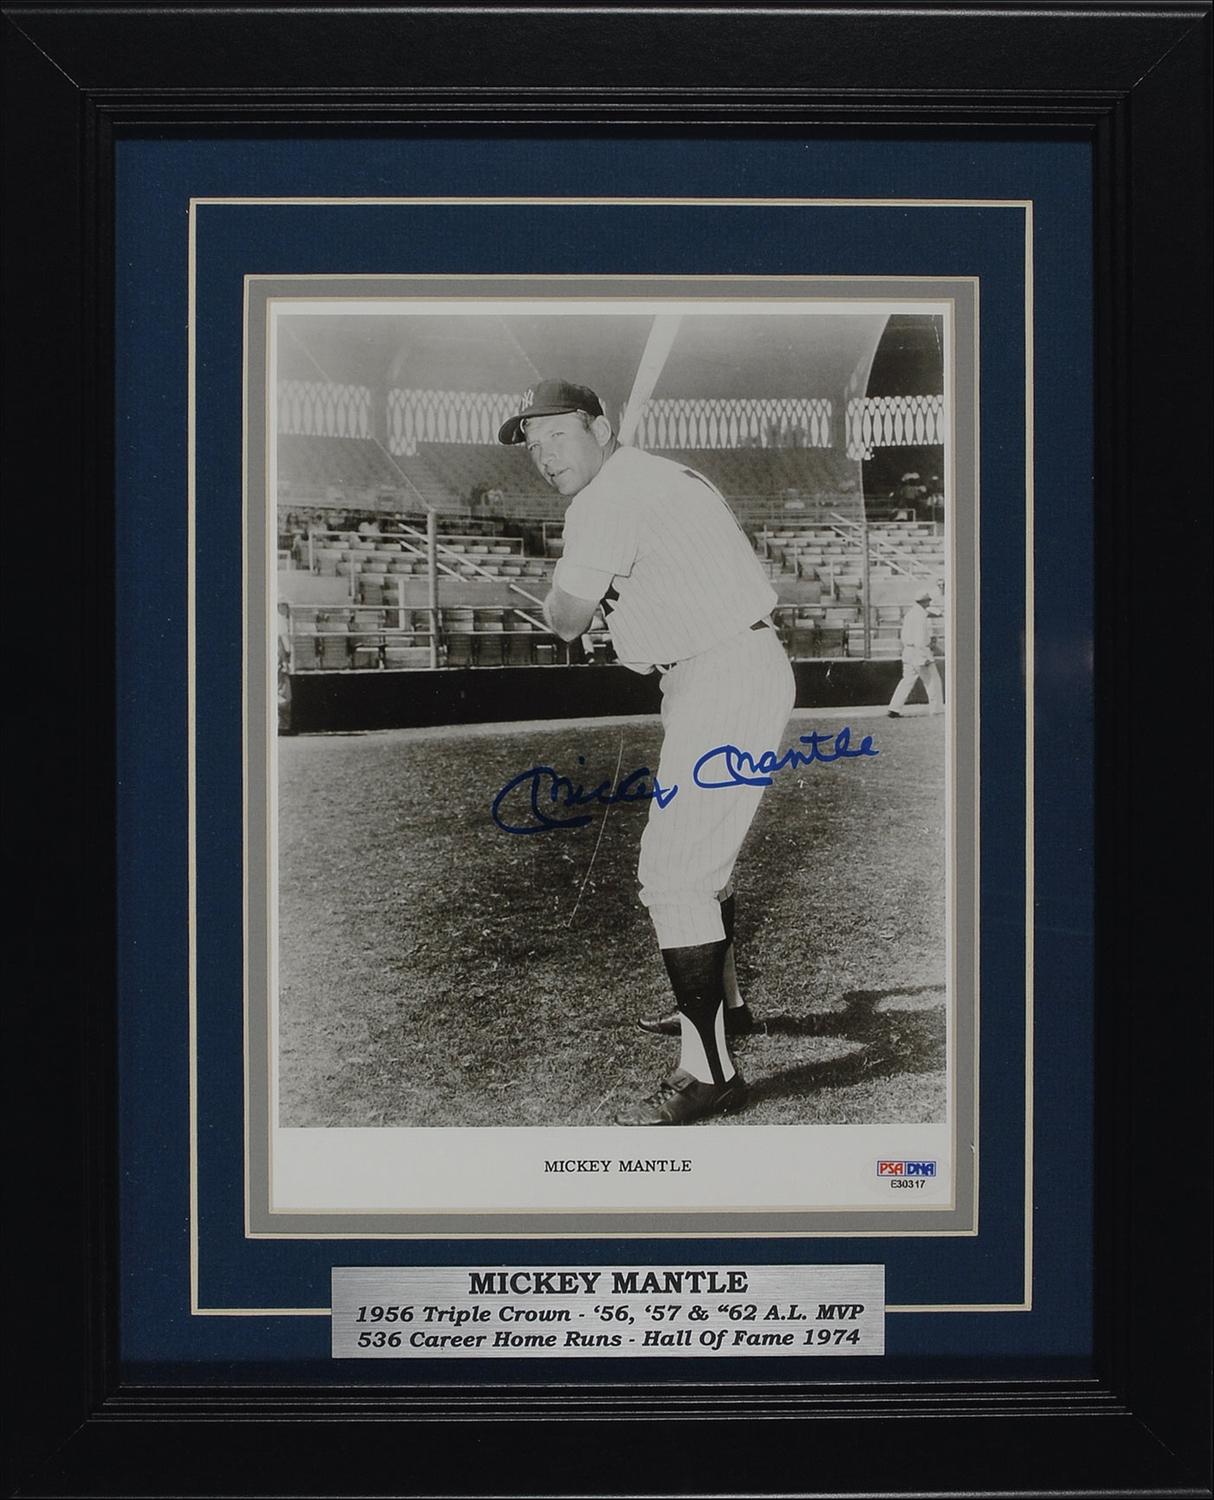 NY
Mickey Mantle
MICKEY MANTLE
PSA DNA
E30317
MICKEY MANTLE
1956 Triple Crown - ‘56, ‘57 & “62 A.L. MVP
536 Career Home Runs - Hall Of Fame 1974